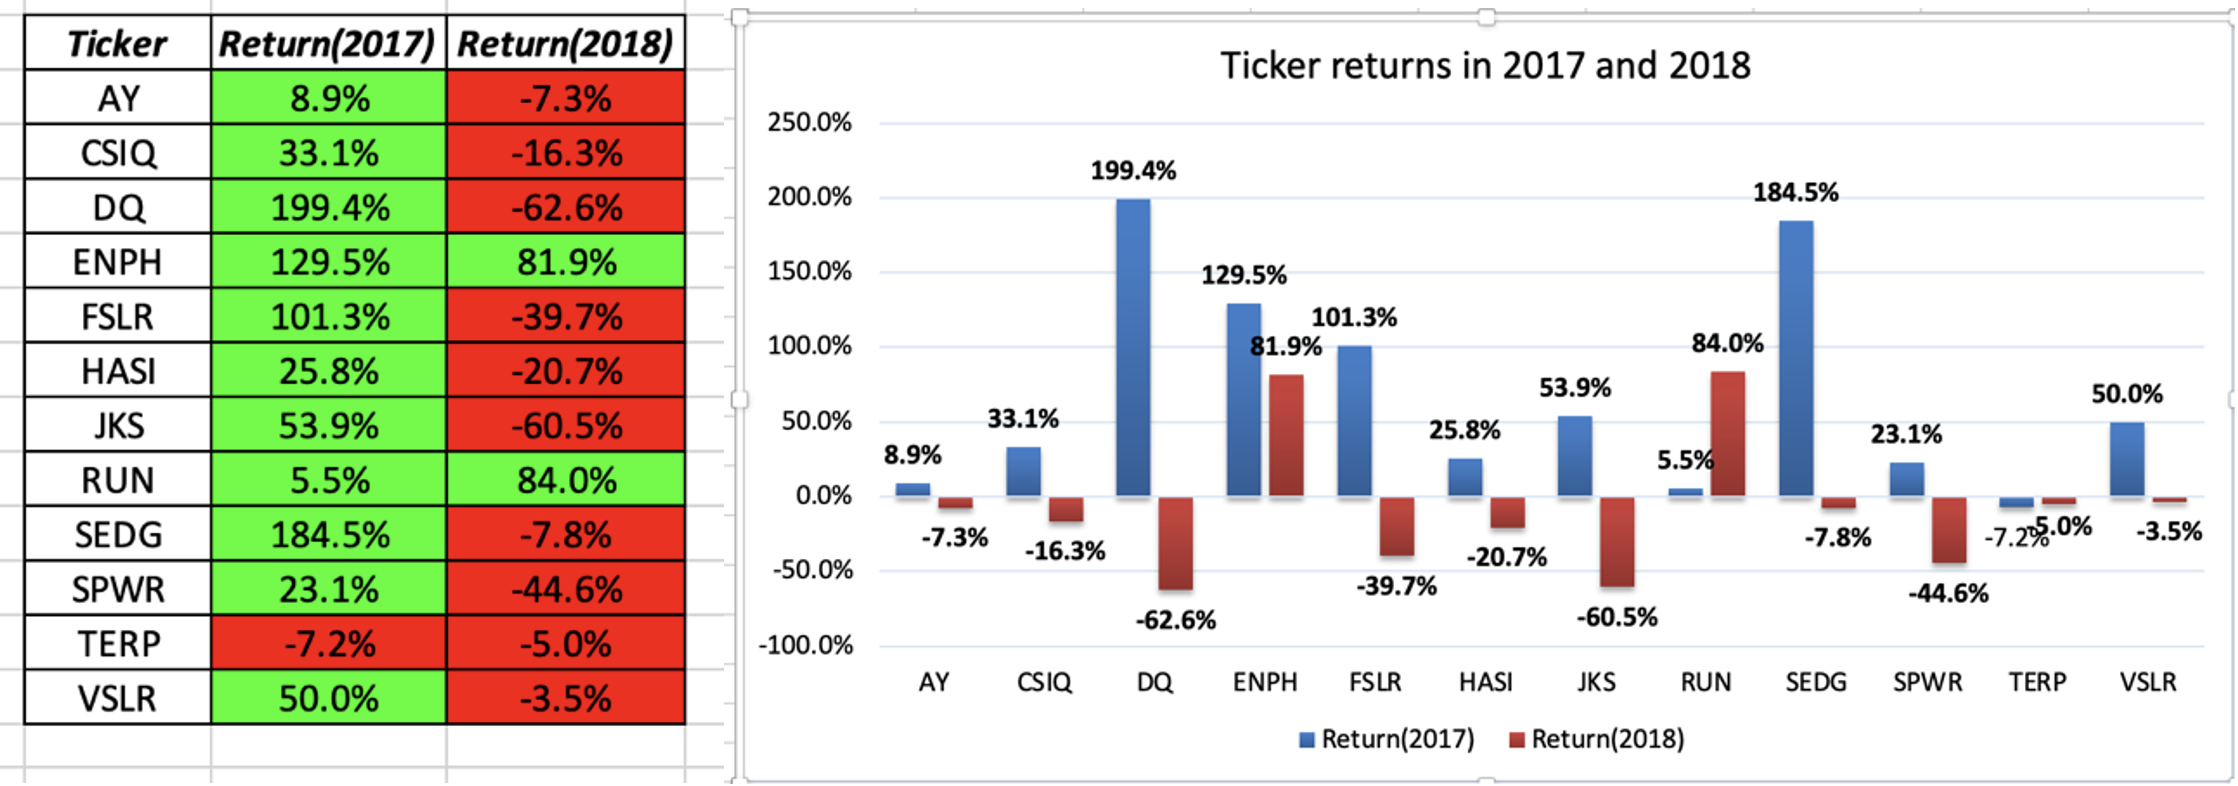 Ticker Return(2017) Return(2018)
AY 8.9% -7.3%
CSIQ 33.1% -16.3%
DQ 199.4% -62.6%
ENPH 129.5% 81.9%
FSLR 101.3% -39.7%
HASI 25.8% -20.7%
JKS 53.9% -60.5%
RUN 5.5% 84.0%
SEDG 184.5% -7.8%
SPWR 23.1% -44.6%
TERP -7.2% -5.0%
VSLR 50.0% -3.5%
Ticker returns in 2017 and 2018
250.0%
200.0%
150.0%
100.0%
50.0%
0.0%
-50.0%
-100.0%
8.9% -7.3%
33.1% -16.3%
199.4% -62.6%
129.5% 81.9%
101.3% -39.7%
25.8% -20.7%
53.9% -60.5%
5.5% 84.0%
184.5% -7.8%
23.1% -44.6%
-7.2% -5.0%
50.0% -3.5%
AY CSIQ DQ ENPH FSLR HASI JKS RUN SEDG SPWR TERP VSLR
Return(2017) Return(2018)